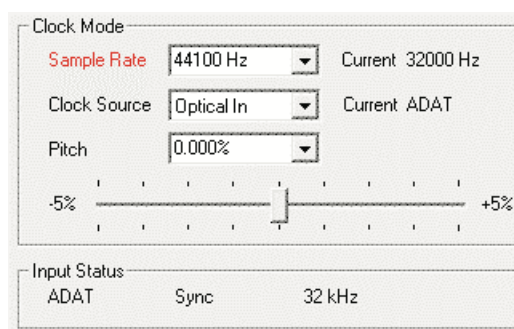 Clock Mode
Sample Rate 44100 Hz Current 32000 Hz
Clock Source Optical In Current ADAT
Pitch 0.000%
-5% +5%
Input Status
ADAT Sync 32 kHz